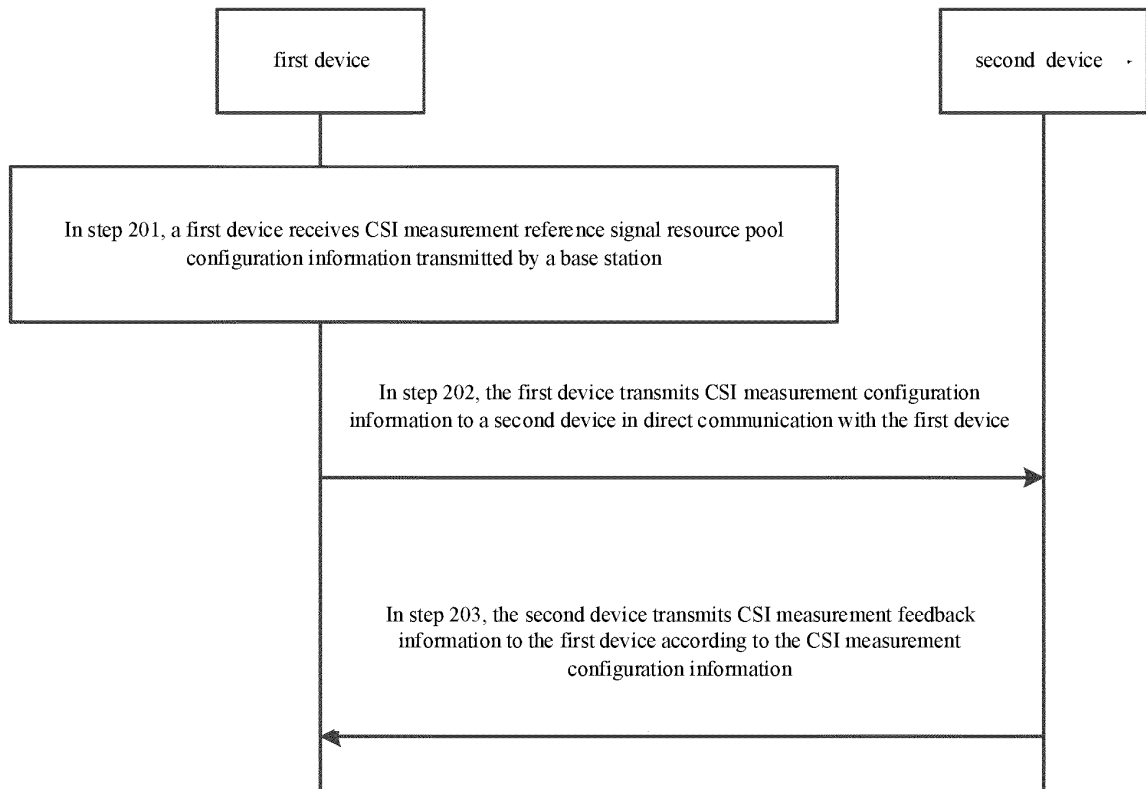 first device
second device
In step 201, a first device receives CSI measurement reference signal resource pool
configuration information transmitted by a base station
In step 202, the first device transmits CSI measurement configuration
information to a second device in direct communication with the first device
In step 203, the second device transmits CSI measurement feedback
information to the first device according to the CSI measurement
configuration information